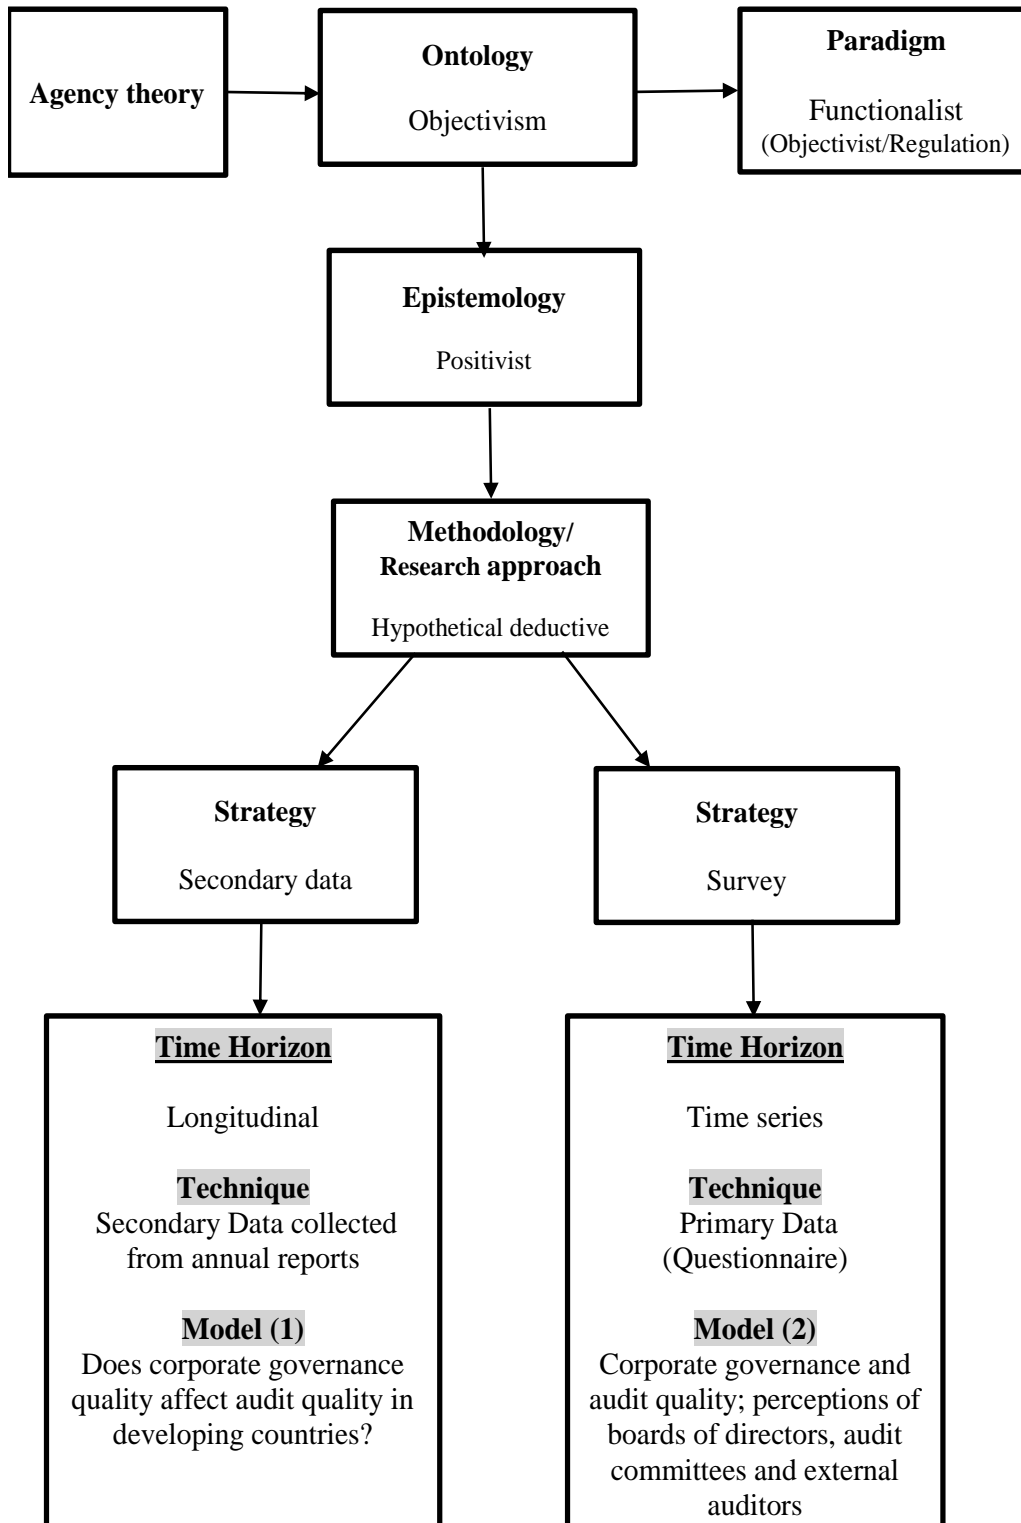 Agency theory
Ontology
Objectivism
Paradigm
Functionalist
(Objectivist/Regulation)
Epistemology
Positivist
Methodology/
Research approach
Hypothetical deductive
Strategy
Secondary data
Strategy
Survey
Time Horizon
Longitudinal
Technique
Secondary Data collected
from annual reports
Model (1)
Does corporate governance
quality affect audit quality in
developing countries?
Time Horizon
Time series
Technique
Primary Data
(Questionnaire)
Model (2)
Corporate governance and
audit quality; perceptions of
boards of directors, audit
committees and external
auditors